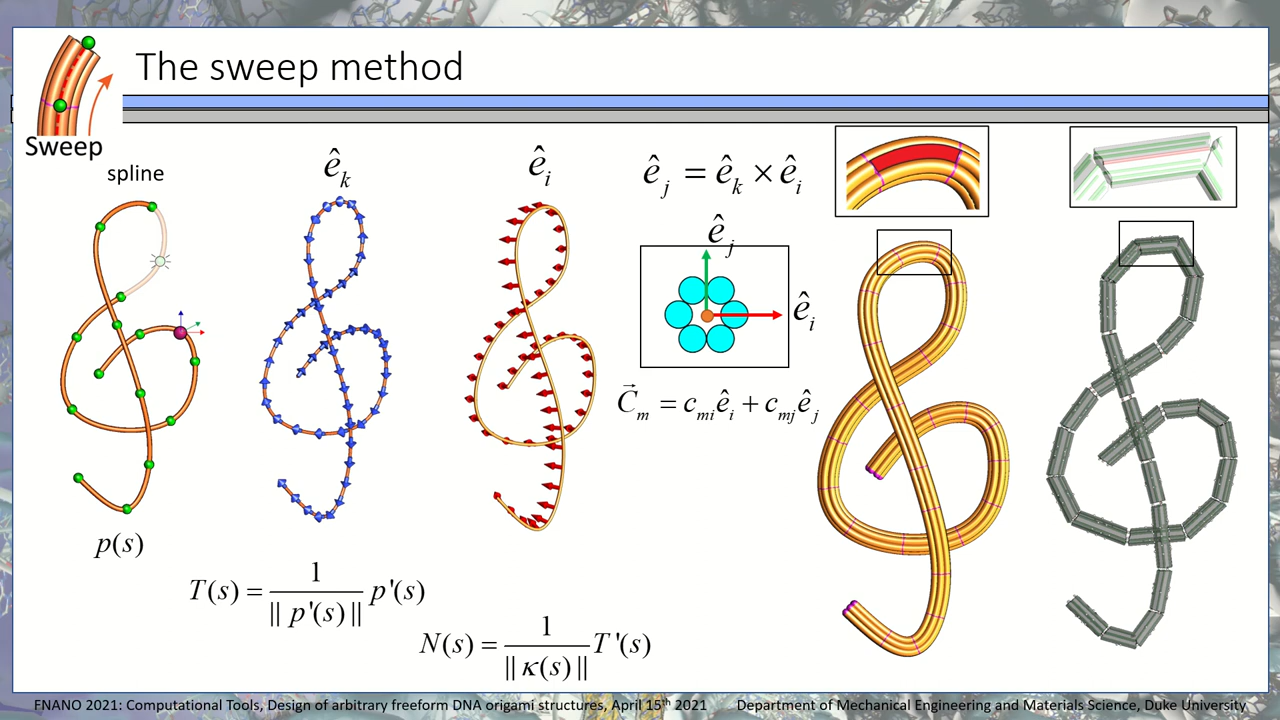 The sweep method
Sweep
spline
ê_k
ê_i
ê_j = ê_k × ê_i
ê_j
ê_i
C⃗_m = c_mi ê_i + c_mj ê_j
p(s)
T(s) = 1 / || p'(s) || p'(s)
N(s) = 1 / || κ(s) || T'(s)
FNANO 2021: Computational Tools, Design of arbitrary freeform DNA origami structures, April 15th 2021
Department of Mechanical Engineering and Materials Science, Duke University